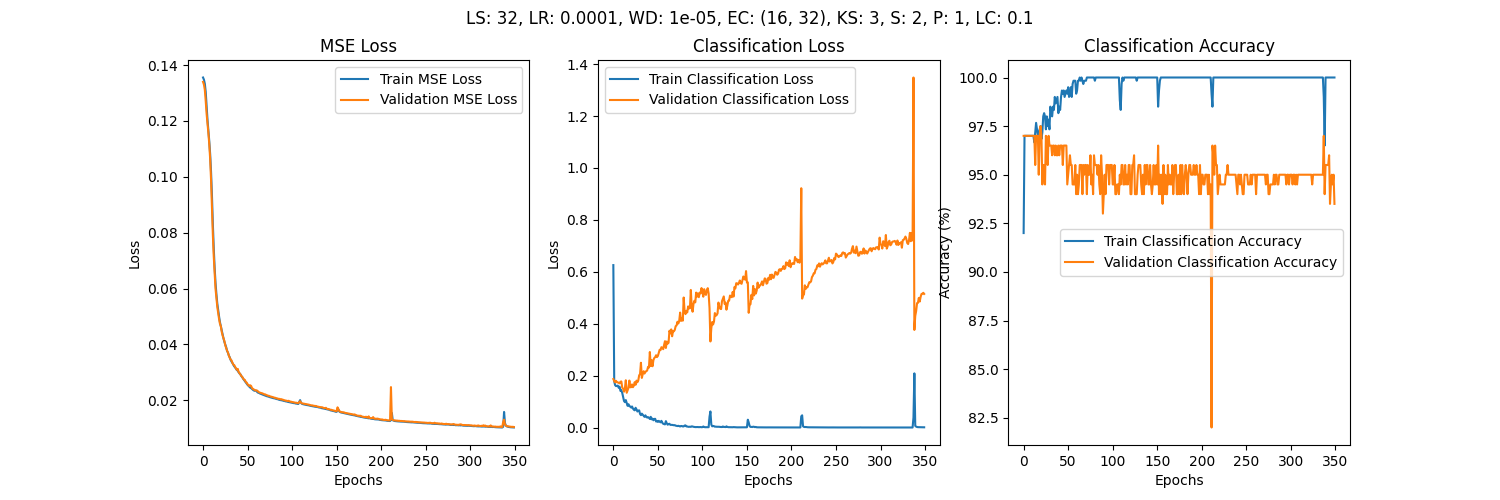 LS: 32, LR: 0.0001, WD: 1e-05, EC: (16, 32), KS: 3, S: 2, P: 1, LC: 0.1
MSE Loss
Train MSE Loss
Validation MSE Loss
0.14
0.12
0.10
0.08
0.06
0.04
0.02
Loss
0 50 100 150 200 250 300 350
Epochs
Classification Loss
Train Classification Loss
Validation Classification Loss
1.4
1.2
1.0
0.8
0.6
0.4
0.2
0.0
Loss
0 50 100 150 200 250 300 350
Epochs
Classification Accuracy
100.0
97.5
95.0
92.5
90.0
87.5
85.0
82.5
Accuracy (%)
Train Classification Accuracy
Validation Classification Accuracy
0 50 100 150 200 250 300 350
Epochs